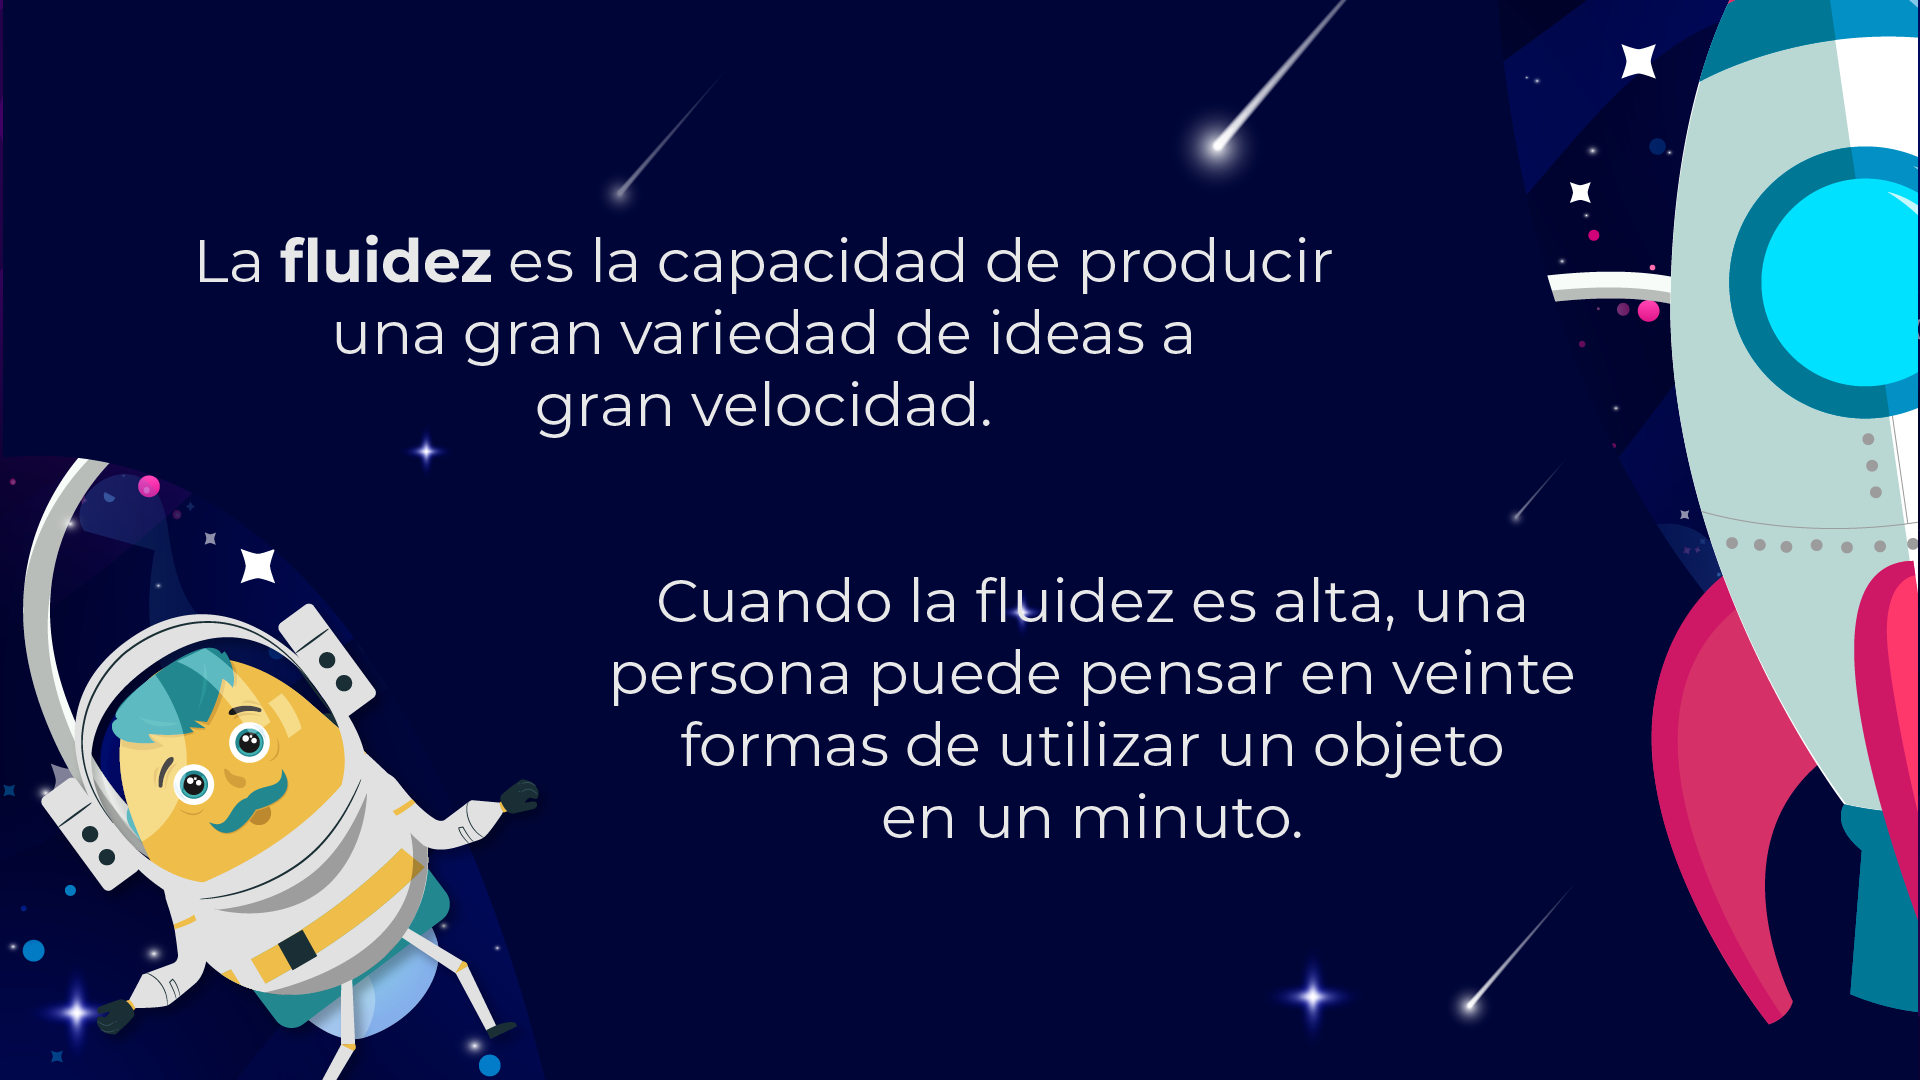 La fluidez es la capacidad de producir
una gran variedad de ideas a
gran velocidad.
Cuando la fluidez es alta, una
persona puede pensar en veinte
formas de utilizar un objeto
en un minuto.